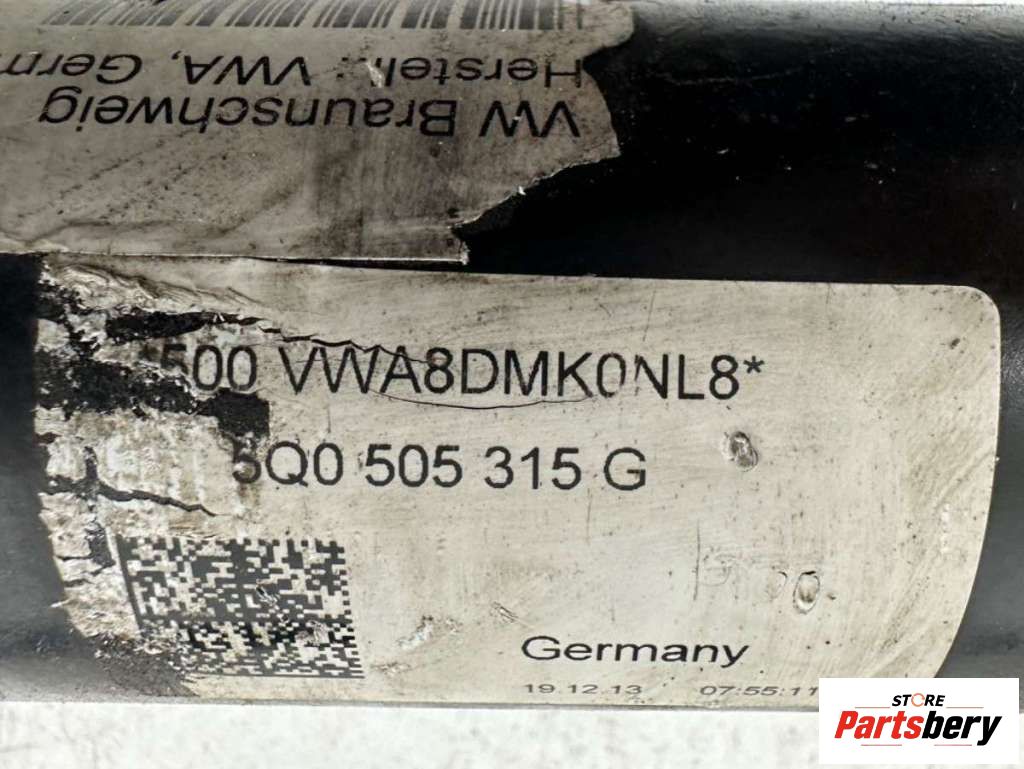 Herstell.: VWA, Germ
VW Braunschweig
500 VWA8DMK0NL8*
5Q0 505 315 G
Germany
19.12.13 07:55:11
STORE
Partsbery